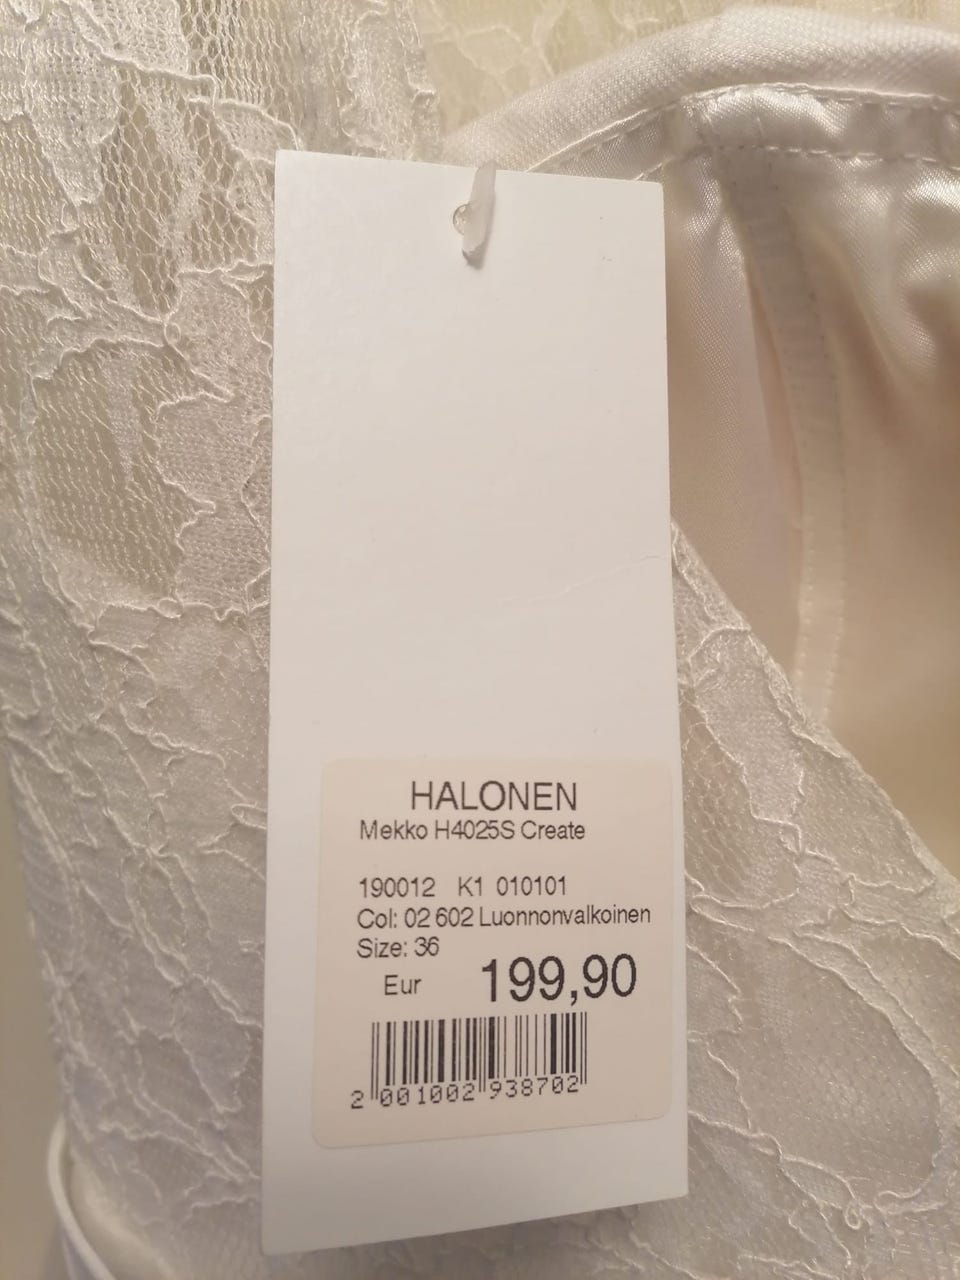 HALONEN
Mekko H4025S Create
190012 K1 010101
Col: 02 602 Luonnonvalkoinen
Size: 36
Eur 199,90
2 001002 938702